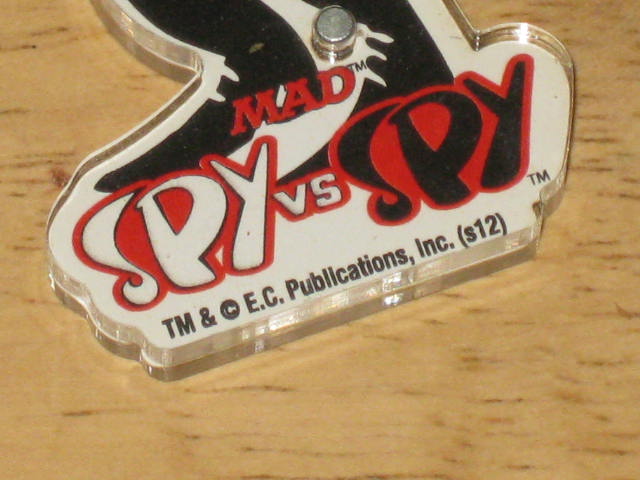 MAD™
SPY vs SPY™
TM & © E.C. Publications, Inc. (s12)